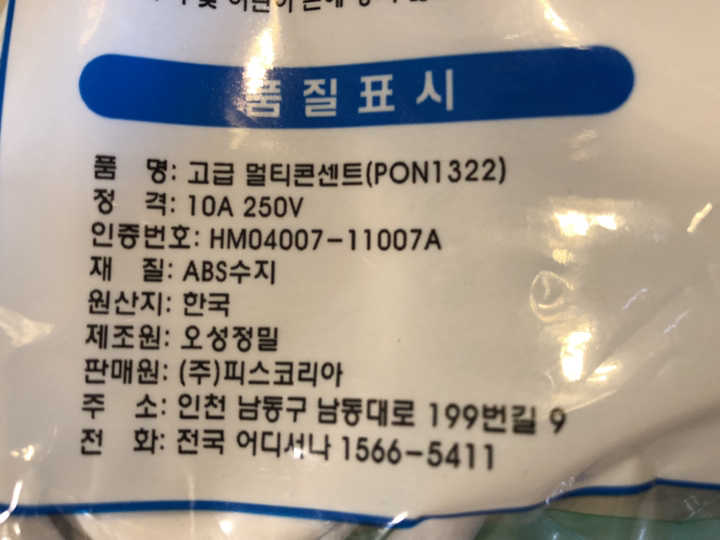 품질표시
품 명: 고급 멀티콘센트(PON1322)
정 격: 10A 250V
인증번호: HM04007-11007A
재 질: ABS수지
원산지: 한국
제조원: 오성정밀
판매원: (주)피스코리아
주 소: 인천 남동구 남동대로 199번길 9
전 화: 전국 어디서나 1566-5411